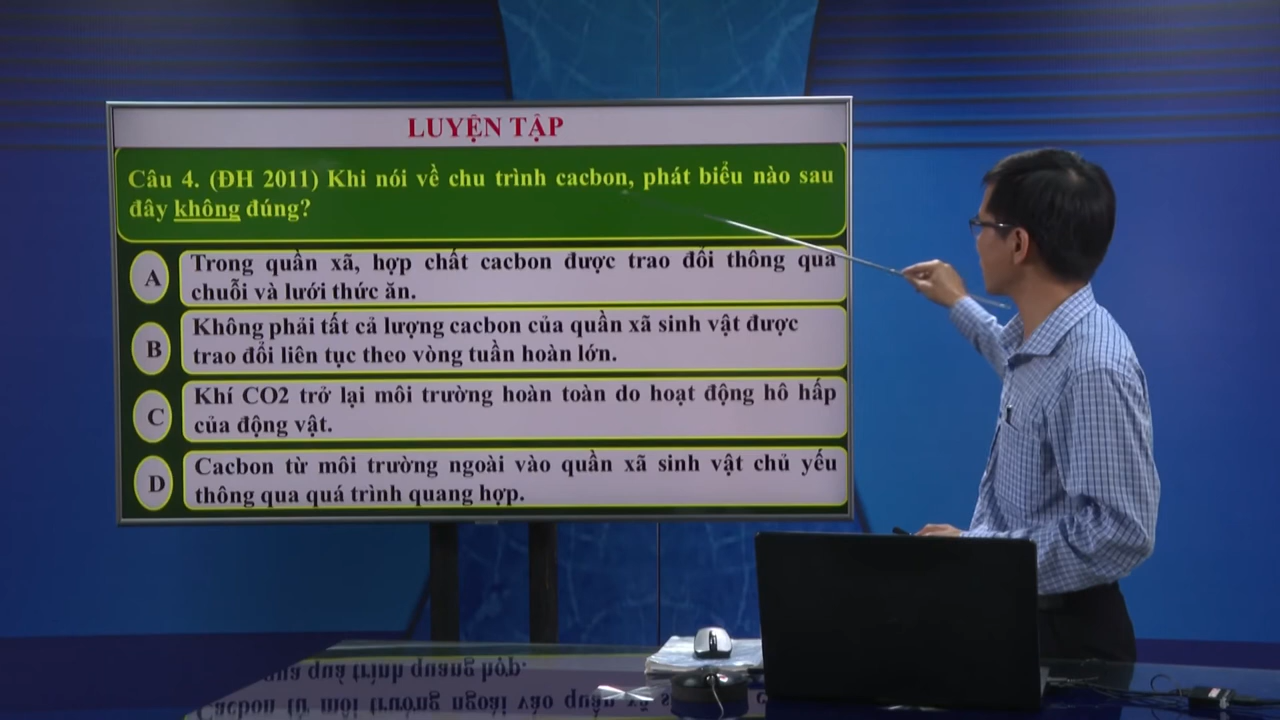 LUYỆN TẬP
Câu 4. (ĐH 2011) Khi nói về chu trình cacbon, phát biểu nào sau
đây không đúng?
A
Trong quần xã, hợp chất cacbon được trao đổi thông qua
chuỗi và lưới thức ăn.
B
Không phải tất cả lượng cacbon của quần xã sinh vật được
trao đổi liên tục theo vòng tuần hoàn lớn.
C
Khí CO2 trở lại môi trường hoàn toàn do hoạt động hô hấp
của động vật.
D
Cacbon từ môi trường ngoài vào quần xã sinh vật chủ yếu
thông qua quá trình quang hợp.